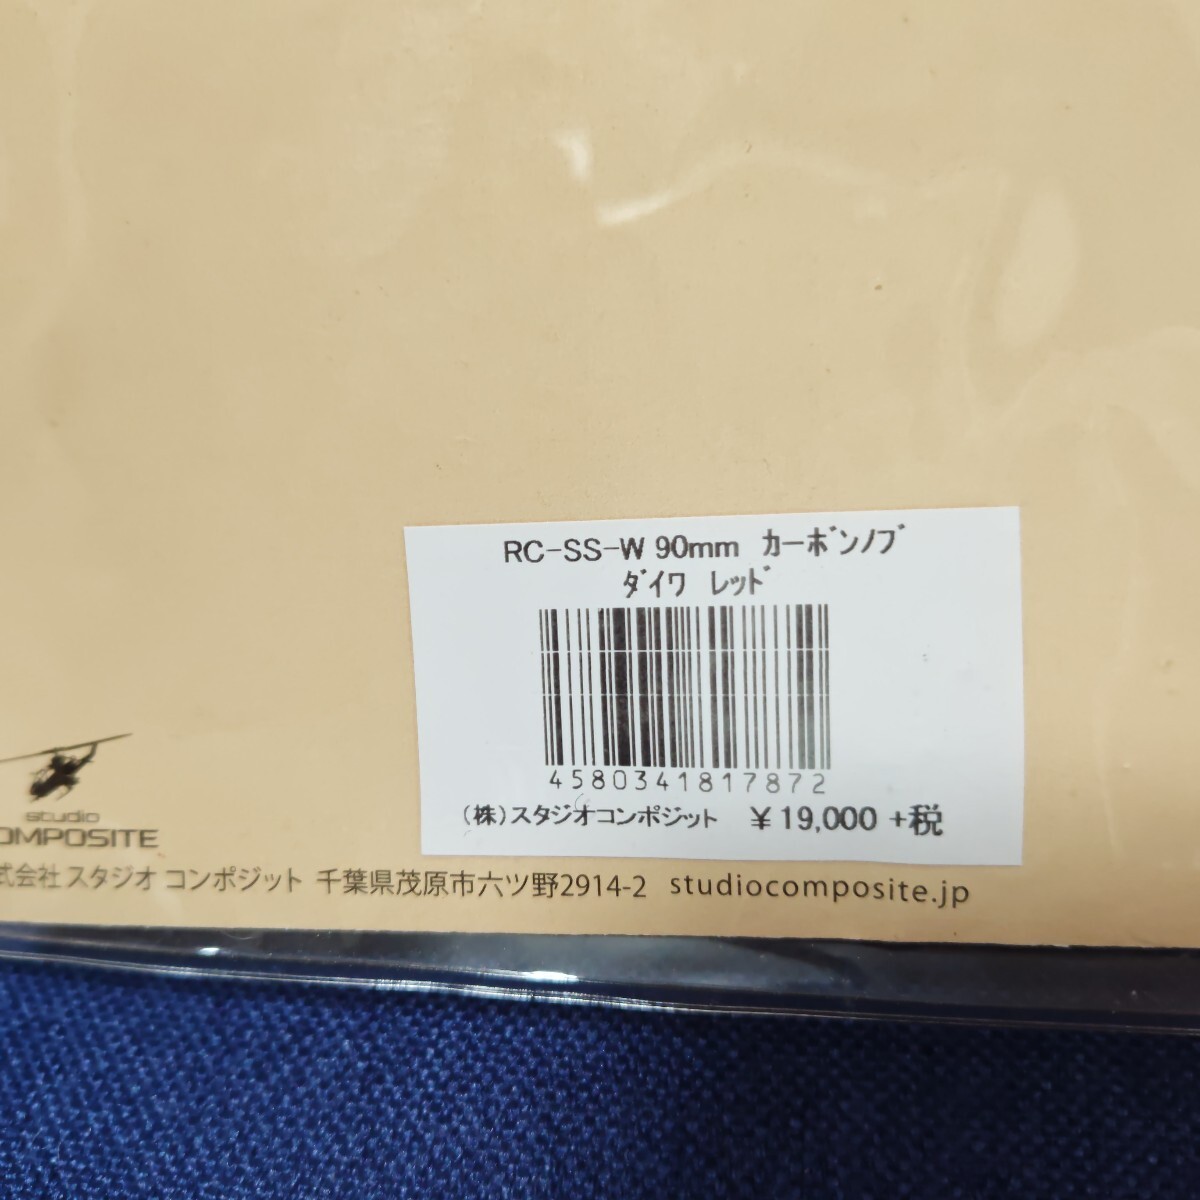 RC-SS-W 90mm ｶｰﾎﾞﾝﾉﾌﾞ
ﾀﾞｲﾜ ﾚｯﾄﾞ
4580341817872
(株)スタジオコンポジット ￥19,000 +税
studio
OMPOSITE
式会社 スタジオ コンポジット 千葉県茂原市六ツ野2914-2 studiocomposite.jp